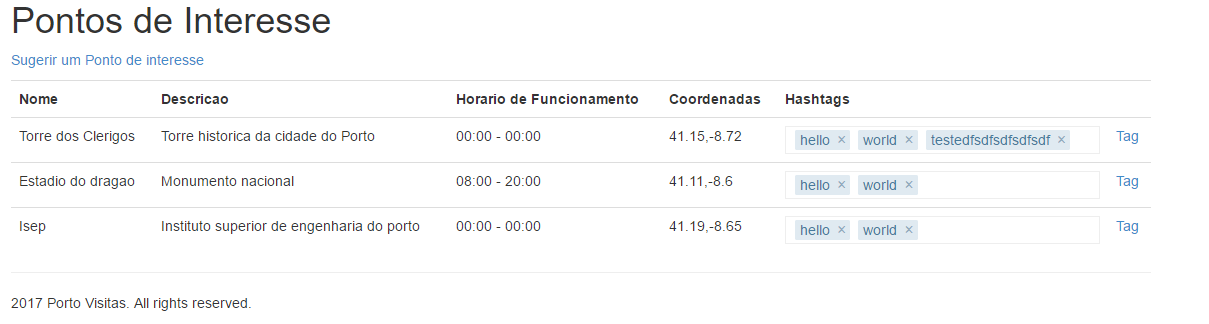 Pontos de Interesse
Sugerir um Ponto de interesse
Nome Descricao Horario de Funcionamento Coordenadas Hashtags
Torre dos Clerigos Torre historica da cidade do Porto 00:00 - 00:00 41.15,-8.72 hello × world × testedfsdfsdfsdfsdf × Tag
Estadio do dragao Monumento nacional 08:00 - 20:00 41.11,-8.6 hello × world × Tag
Isep Instituto superior de engenharia do porto 00:00 - 00:00 41.19,-8.65 hello × world × Tag
2017 Porto Visitas. All rights reserved.